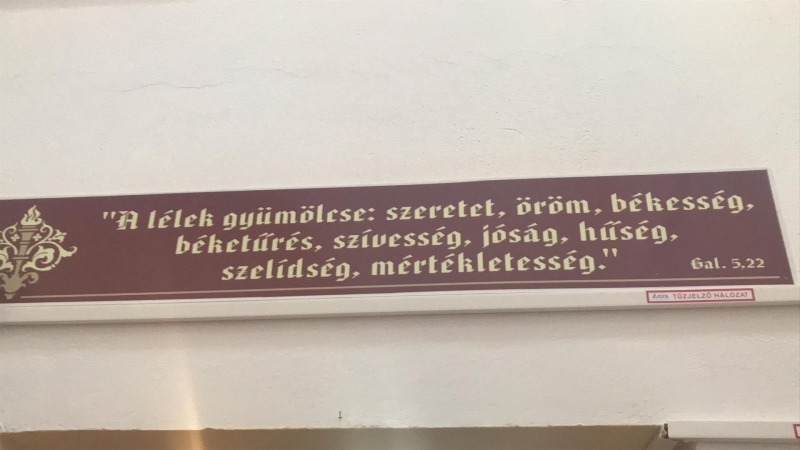 "A lélek gyümölcse: szeretet, öröm, békesség,
béketűrés, szívesség, jóság, hűség,
szelídség, mértékletesség."
Gal. 5,22
TŰZJELZŐ HÁLÓZAT